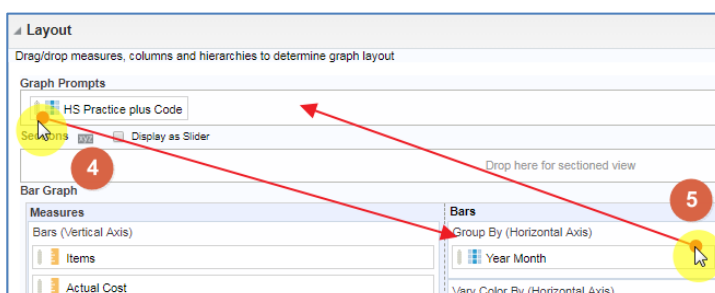 Layout
Drag/drop measures, columns and hierarchies to determine graph layout
Graph Prompts
HS Practice plus Code
Sections xyz Display as Slider
4
Drop here for sectioned view
5
Bar Graph
Measures
Bars (Vertical Axis)
Items
Actual Cost
Bars
Group By (Horizontal Axis)
Year Month
Vary Color By (Horizontal Axis)